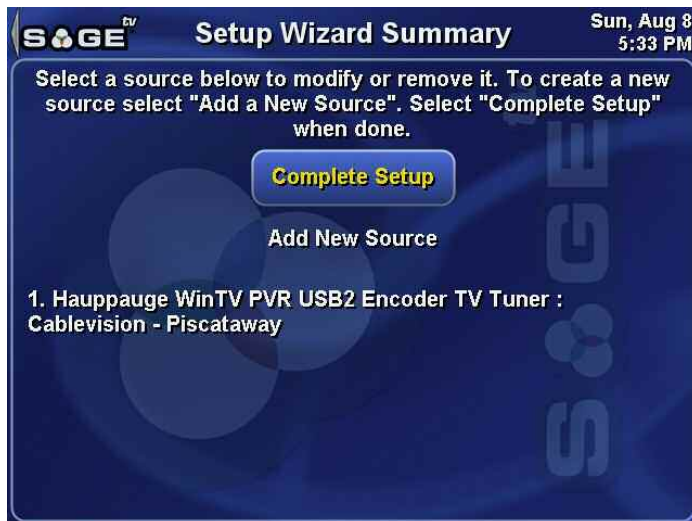 SAGE tv
Setup Wizard Summary
Sun, Aug 8
5:33 PM
Select a source below to modify or remove it. To create a new
source select "Add a New Source". Select "Complete Setup"
when done.
Complete Setup
Add New Source
1. Hauppauge WinTV PVR USB2 Encoder TV Tuner :
Cablevision - Piscataway
SAGE tv